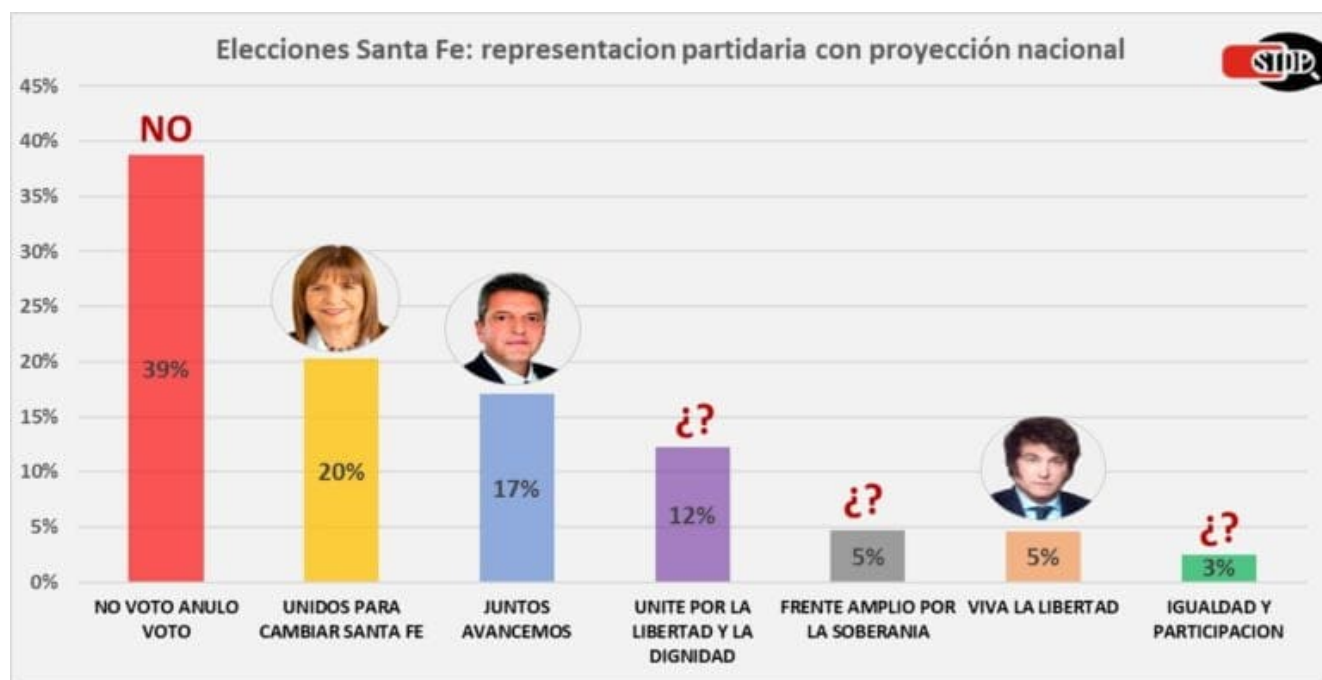 Elecciones Santa Fe: representacion partidaria con proyección nacional
STDP
45%
40%
35%
30%
25%
20%
15%
10%
5%
0%
NO
39%
20%
17%
¿?
12%
¿?
5%
5%
¿?
3%
NO VOTO ANULO
VOTO
UNIDOS PARA
CAMBIAR SANTA FE
JUNTOS
AVANCEMOS
UNITE POR LA
LIBERTAD Y LA
DIGNIDAD
FRENTE AMPLIO POR
LA SOBERANIA
VIVA LA LIBERTAD
IGUALDAD Y
PARTICIPACION